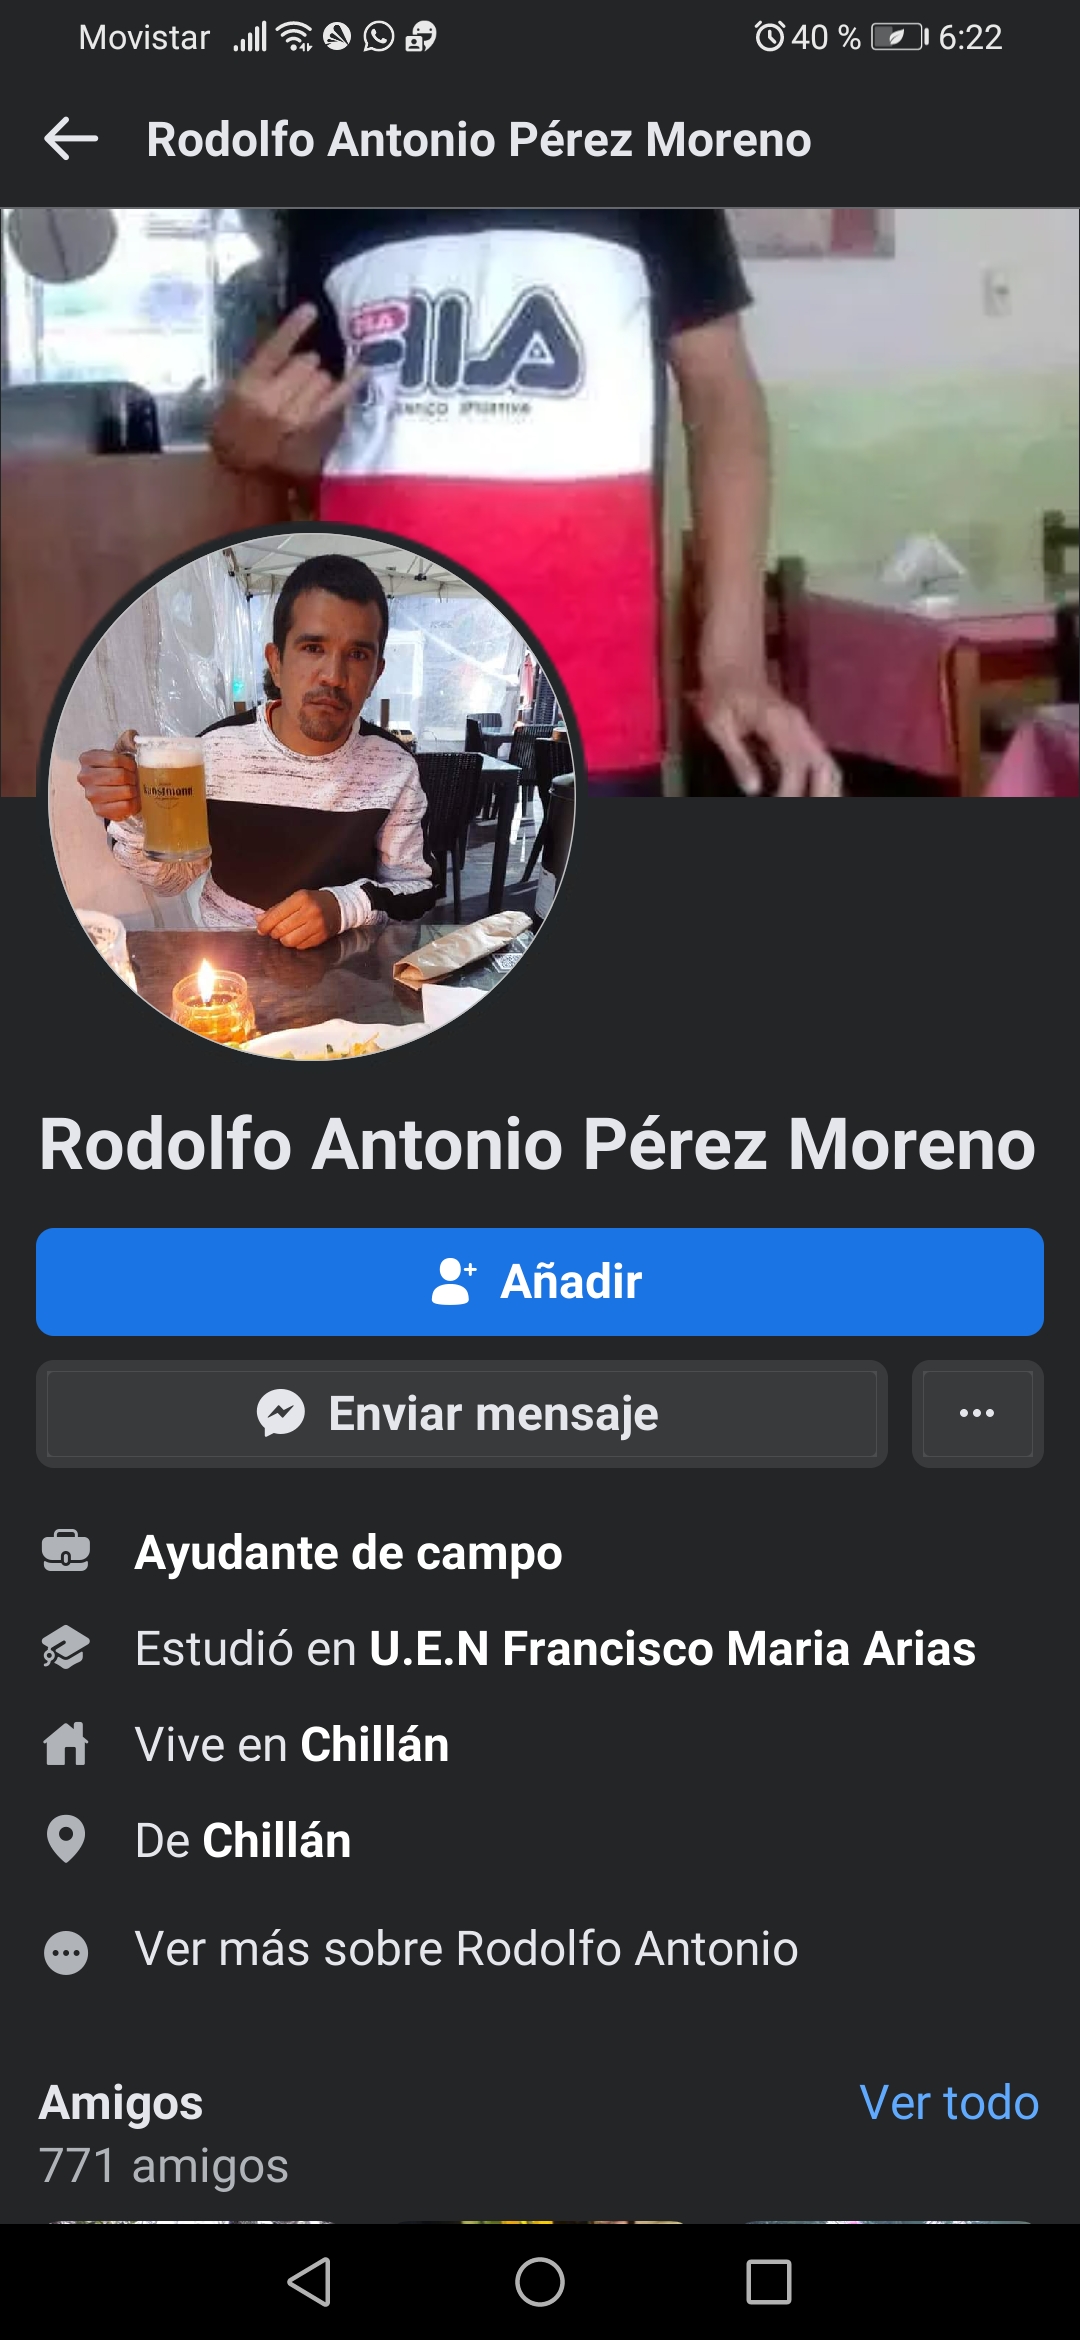 Movistar 40 % 6:22
Rodolfo Antonio Pérez Moreno
FILA
FILA
Kunstmann
Rodolfo Antonio Pérez Moreno
Añadir
Enviar mensaje
Ayudante de campo
Estudió en U.E.N Francisco Maria Arias
Vive en Chillán
De Chillán
Ver más sobre Rodolfo Antonio
Amigos Ver todo
771 amigos